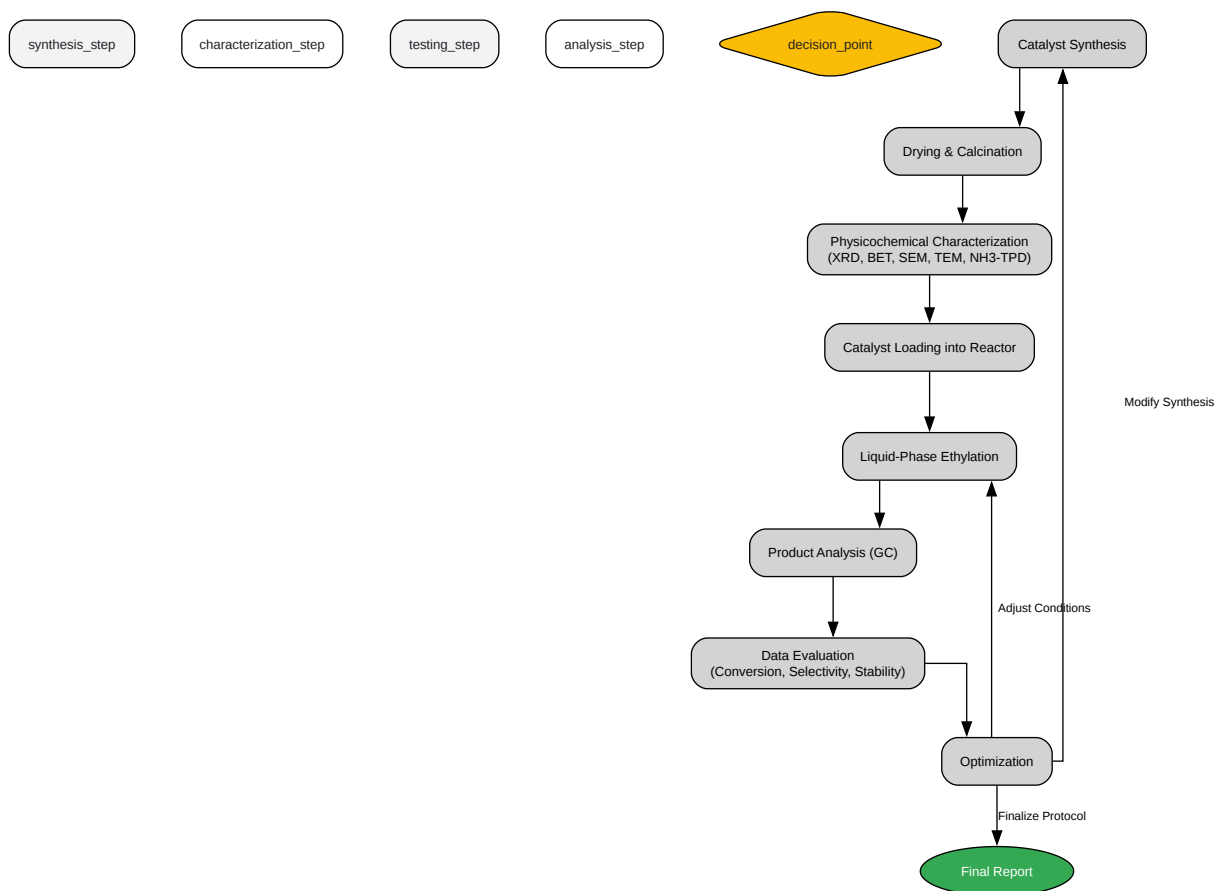 synthesis_step
characterization_step
testing_step
analysis_step
decision_point
Catalyst Synthesis
Drying & Calcination
Physicochemical Characterization
(XRD, BET, SEM, TEM, NH3-TPD)
Catalyst Loading into Reactor
Modify Synthesis
Liquid-Phase Ethylation
Product Analysis (GC)
Adjust Conditions
Data Evaluation
(Conversion, Selectivity, Stability)
Optimization
Finalize Protocol
Final Report